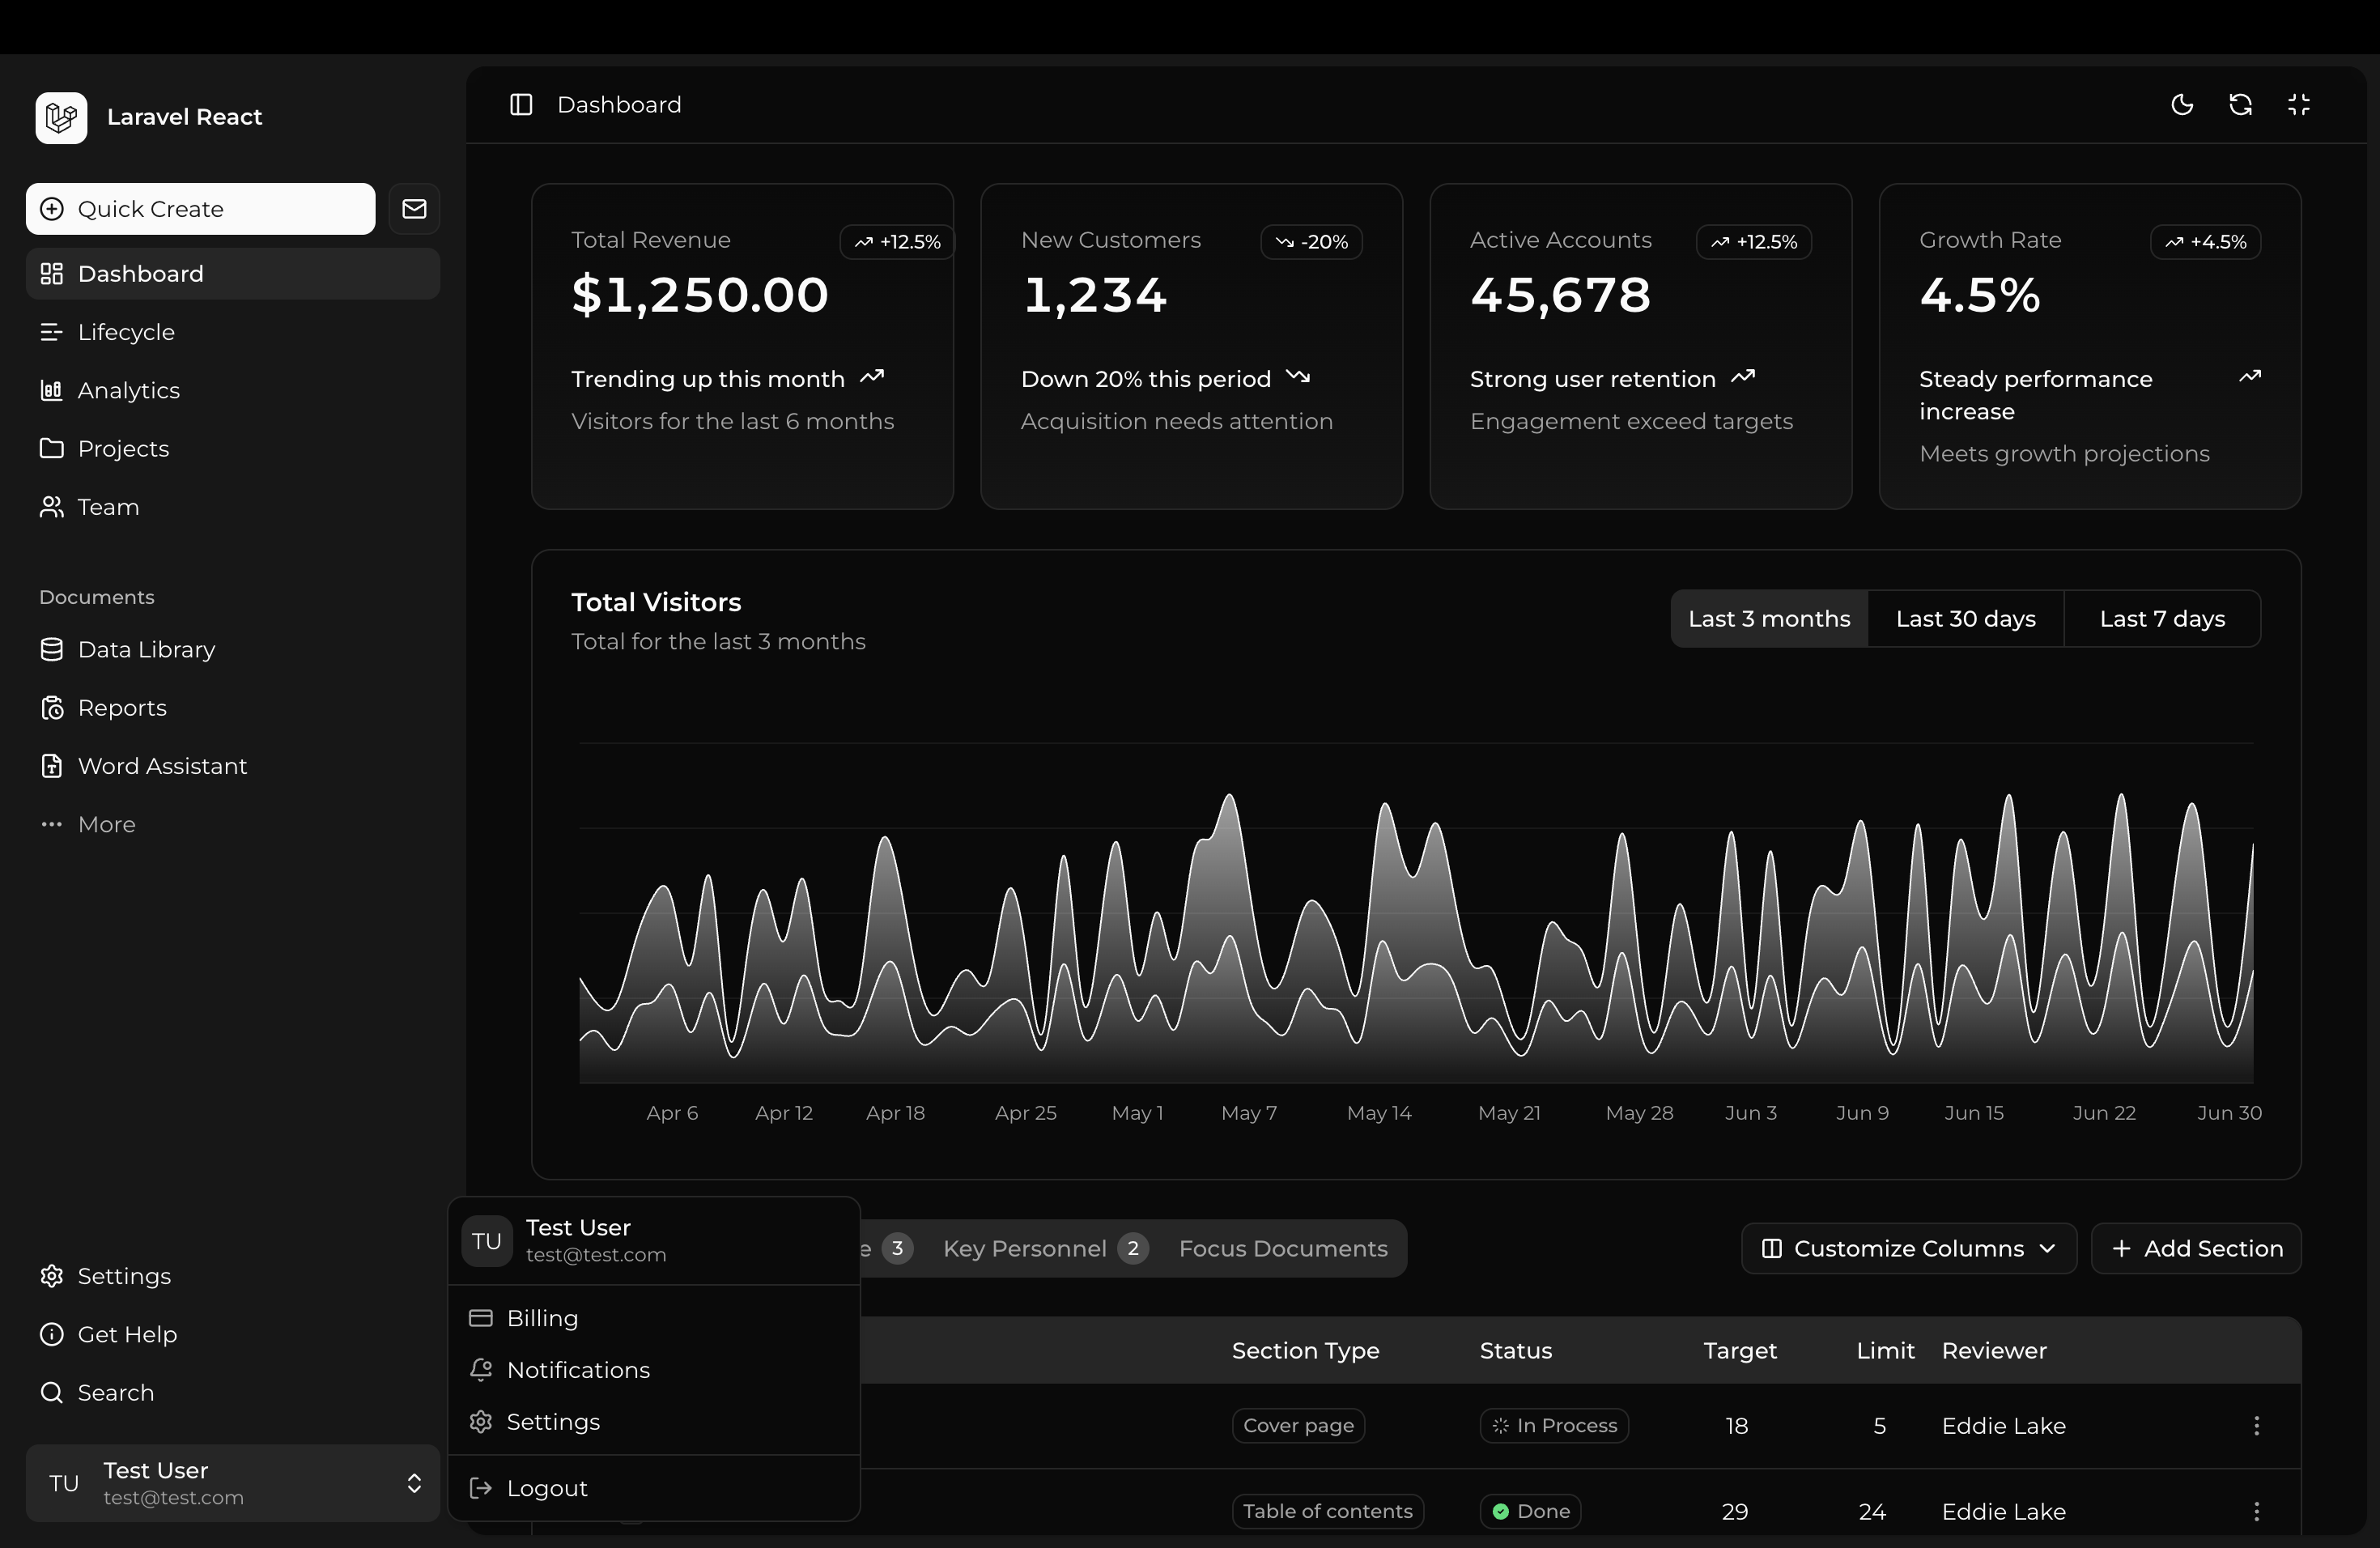 Laravel React
Dashboard
Quick Create
Dashboard
Lifecycle
Analytics
Projects
Team
Documents
Data Library
Reports
Word Assistant
More
Settings
Get Help
Search
TU
Test User
test@test.com
Total Revenue
+12.5%
$1,250.00
Trending up this month
Visitors for the last 6 months
New Customers
-20%
1,234
Down 20% this period
Acquisition needs attention
Active Accounts
+12.5%
45,678
Strong user retention
Engagement exceed targets
Growth Rate
+4.5%
4.5%
Steady performance
increase
Meets growth projections
Total Visitors
Total for the last 3 months
Last 3 months Last 30 days Last 7 days
Apr 6 Apr 12 Apr 18 Apr 25 May 1 May 7 May 14 May 21 May 28 Jun 3 Jun 9 Jun 15 Jun 22 Jun 30
TU
Test User
test@test.com
Billing
Notifications
Settings
Logout
3 Key Personnel 2 Focus Documents
Customize Columns Add Section
Section Type Status Target Limit Reviewer
Cover page In Process 18 5 Eddie Lake
Table of contents Done 29 24 Eddie Lake